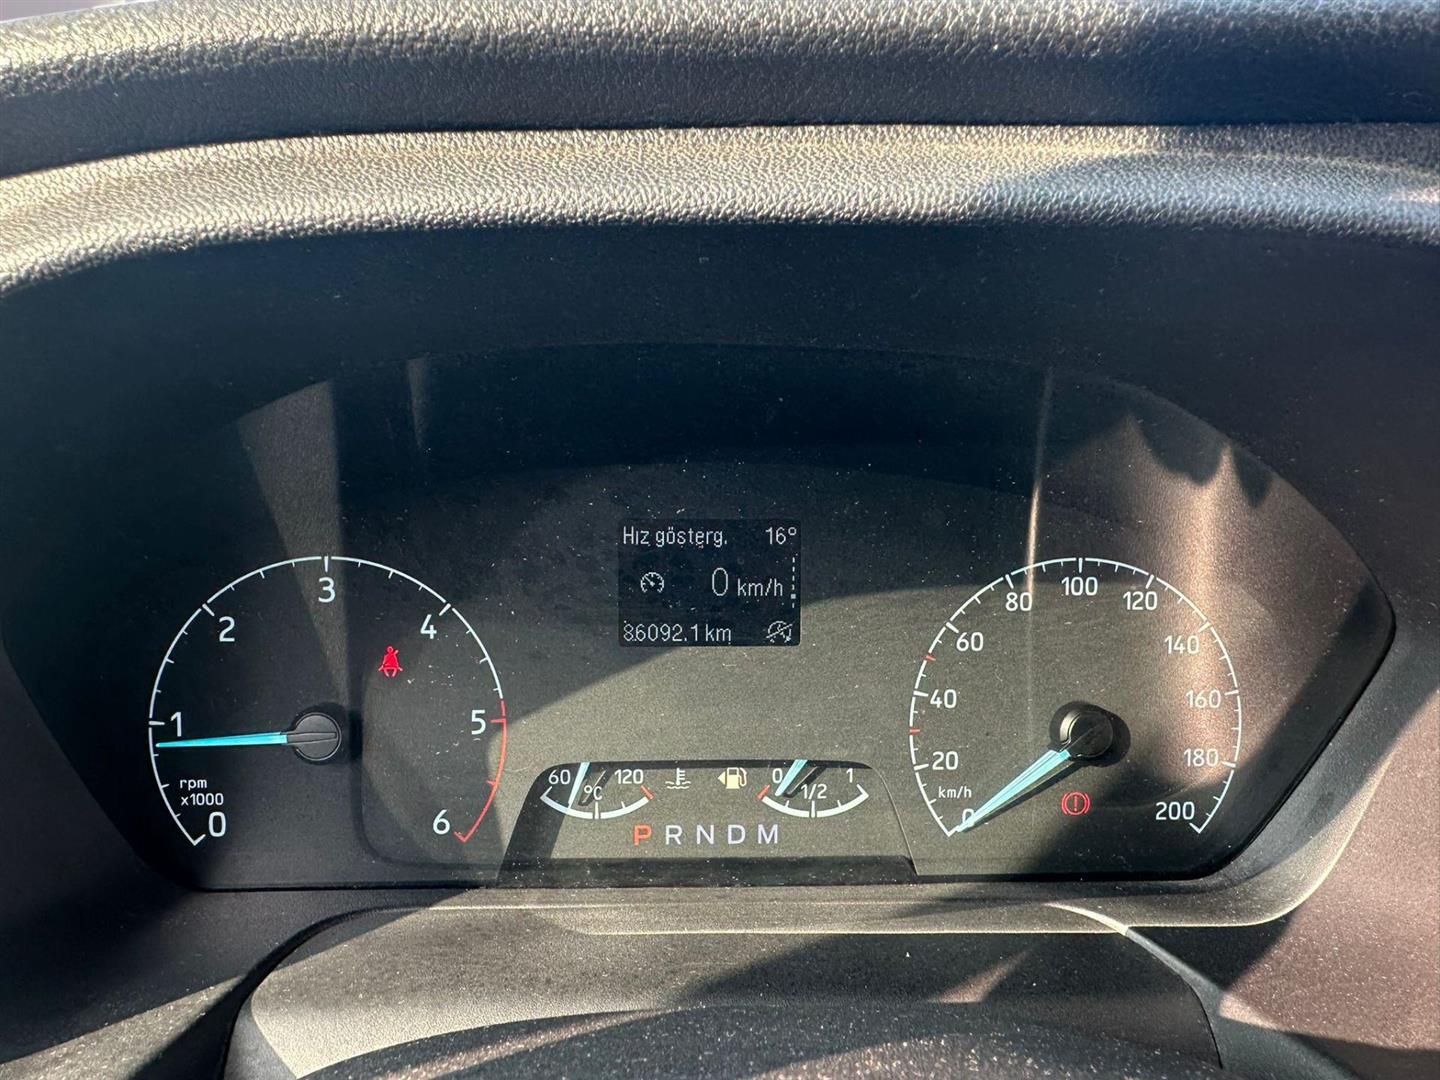 Hız gösterg. 16°
0 km/h
86092.1 km
0 1 2 3 4 5 6
rpm
x1000
60 °C 120
0 1/2 1
P R N D M
0 20 40 60 80 100 120 140 160 180 200
km/h